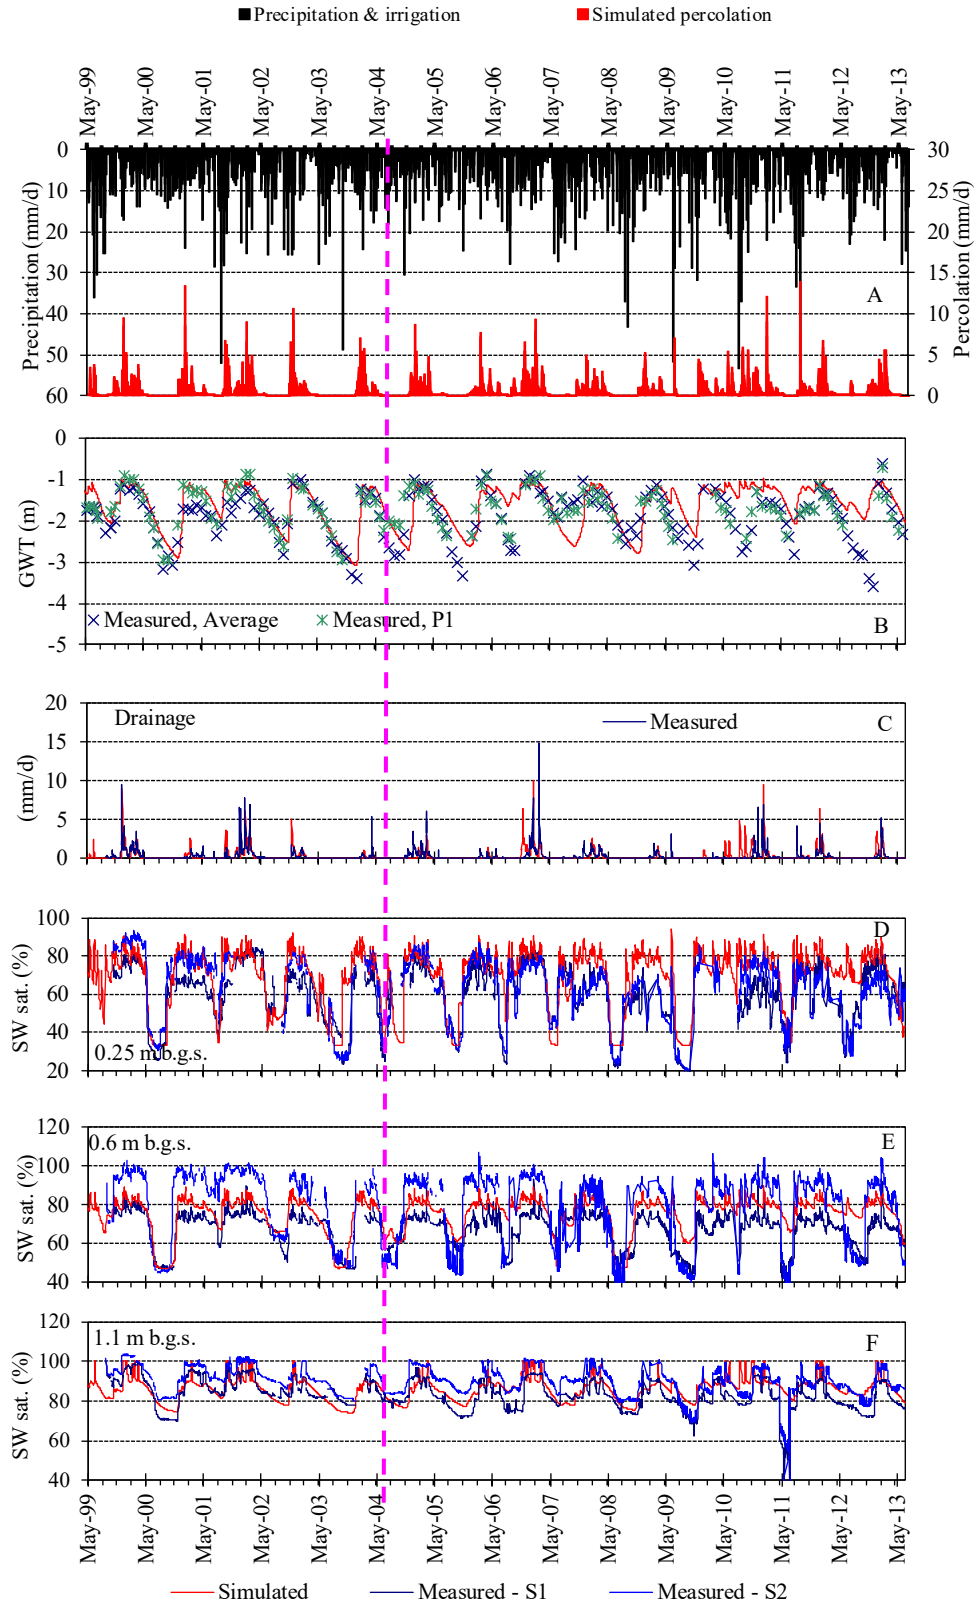 Precipitation & irrigation Simulated percolation
May-99 May-00 May-01 May-02 May-03 May-04 May-05 May-06 May-07 May-08 May-09 May-10 May-11 May-12 May-13
Precipitation (mm/d)
0
10
20
30
40
50
60
30
25
20
15
10
5
0
Percolation (mm/d)
A
GWT (m)
0
-1
-2
-3
-4
-5
Measured, Average Measured, P1
B
(mm/d)
20
15
10
5
0
Drainage Measured
C
SW sat. (%)
100
80
60
40
20
0.25 m b.g.s.
D
SW sat. (%)
120
100
80
60
40
0.6 m b.g.s.
E
SW sat. (%)
120
100
80
60
40
1.1 m b.g.s.
F
May-99 May-00 May-01 May-02 May-03 May-04 May-05 May-06 May-07 May-08 May-09 May-10 May-11 May-12 May-13
Simulated Measured - S1 Measured - S2